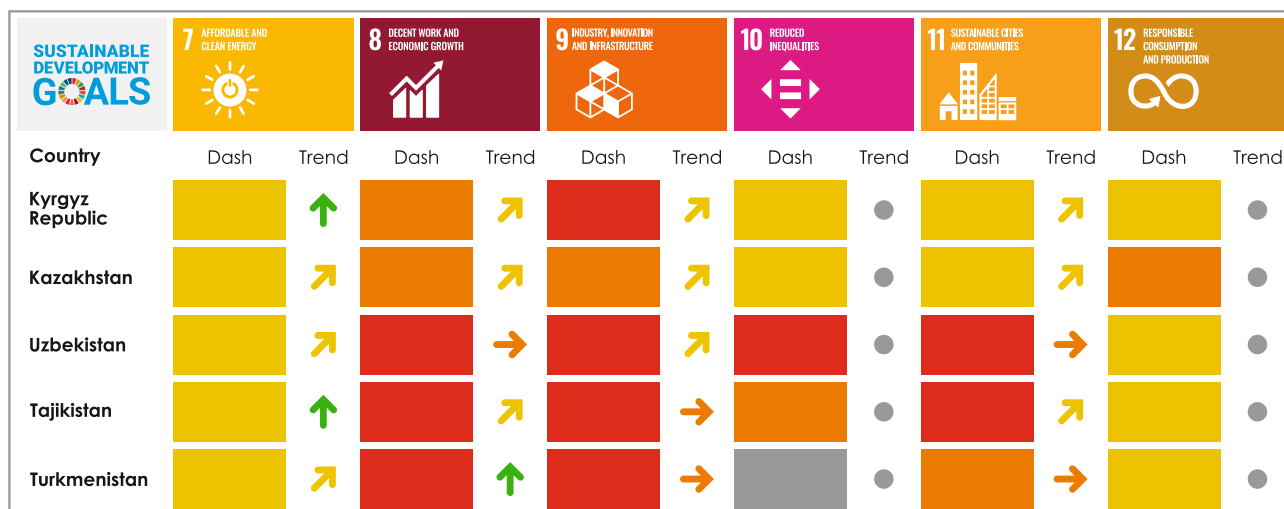 SUSTAINABLE
DEVELOPMENT
GOALS
7 AFFORDABLE AND
CLEAN ENERGY
8 DECENT WORK AND
ECONOMIC GROWTH
9 INDUSTRY, INNOVATION
AND INFRASTRUCTURE
10 REDUCED
INEQUALITIES
11 SUSTAINABLE CITIES
AND COMMUNITIES
12 RESPONSIBLE
CONSUMPTION
AND PRODUCTION
Country Dash Trend Dash Trend Dash Trend Dash Trend Dash Trend Dash Trend
Kyrgyz
Republic
Kazakhstan
Uzbekistan
Tajikistan
Turkmenistan